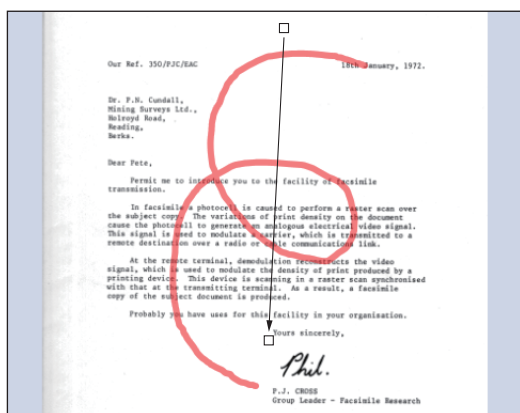 Our Ref. 350/PJC/EAC 18th January, 1972.
Dr. P.N. Cundall,
Mining Surveys Ltd.,
Holroyd Road,
Reading,
Berks.
Dear Pete,
Permit me to introduce you to the facility of facsimile
transmission.
In facsimile a photocell is caused to perform a raster scan over
the subject copy. The variations of print density on the document
cause the photocell to generate an analogous electrical video signal.
This signal is used to modulate a carrier, which is transmitted to a
remote destination over a radio or cable communications link.
At the remote terminal, demodulation reconstructs the video
signal, which is used to modulate the density of print produced by a
printing device. This device is scanning in a raster scan synchronised
with that at the transmitting terminal. As a result, a facsimile
copy of the subject document is produced.
Probably you have uses for this facility in your organisation.
Yours sincerely,
Phil.
P.J. CROSS
Group Leader - Facsimile Research